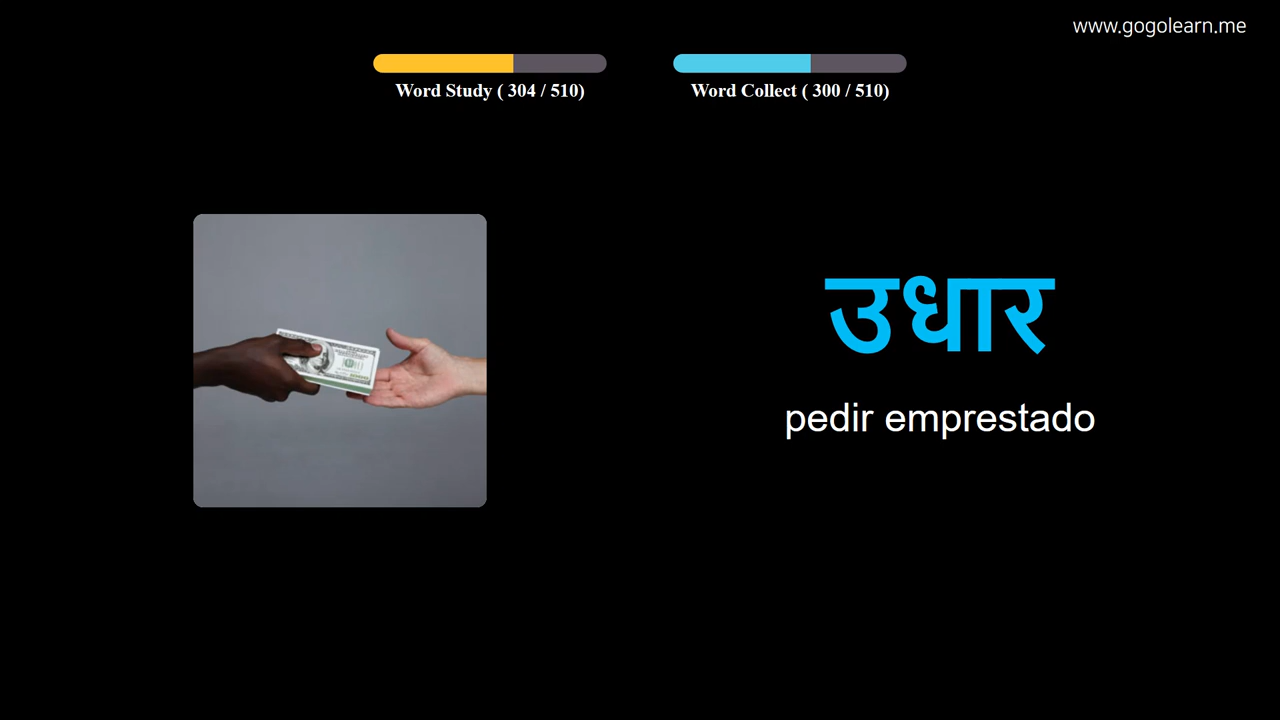 www.gogolearn.me
Word Study ( 304 / 510)
Word Collect ( 300 / 510)
उधार
pedir emprestado